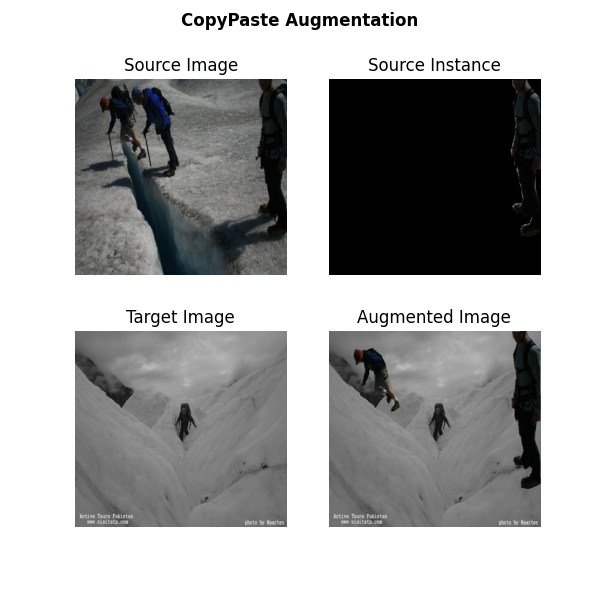 CopyPaste Augmentation
Source Image
Source Instance
Target Image
Augmented Image
Active Tours Pakistan
www.visitatp.com
photo by Maarten
Active Tours Pakistan
www.visitatp.com
photo by Maarten